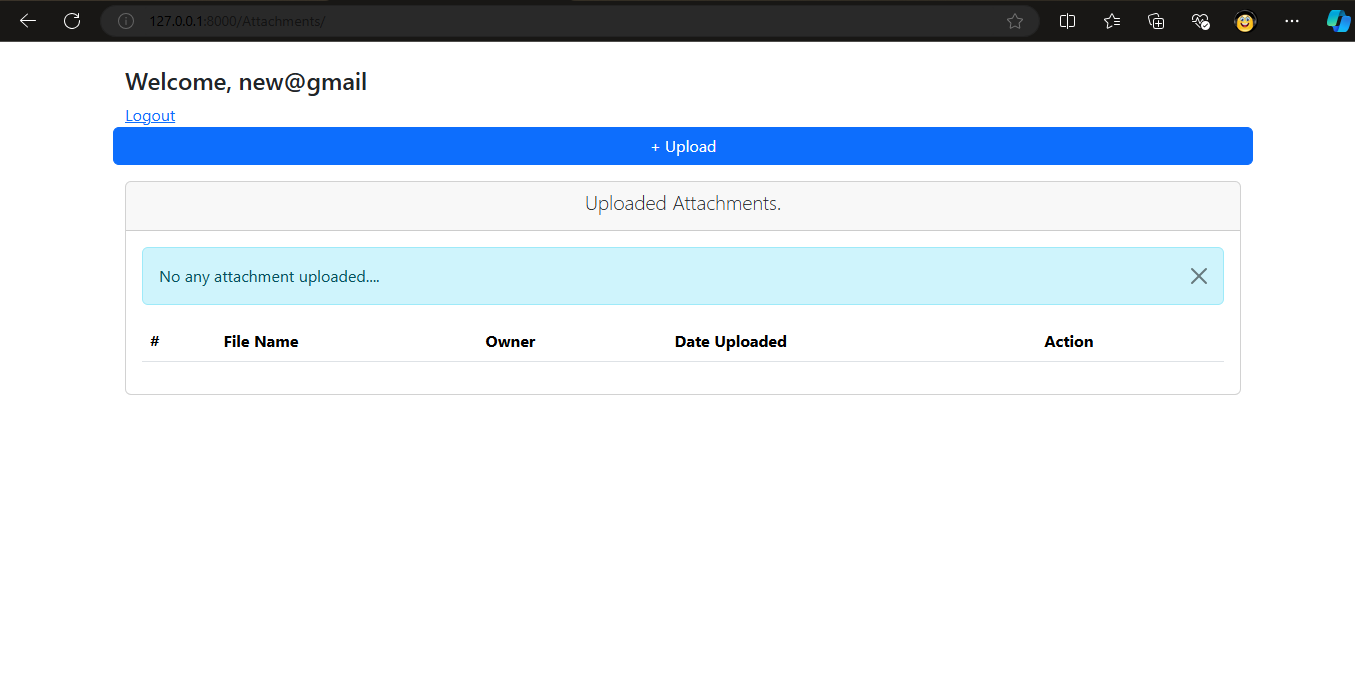 127.0.0.1:8000/Attachments/
Welcome, new@gmail
Logout
+ Upload
Uploaded Attachments.
No any attachment uploaded....
# File Name Owner Date Uploaded Action